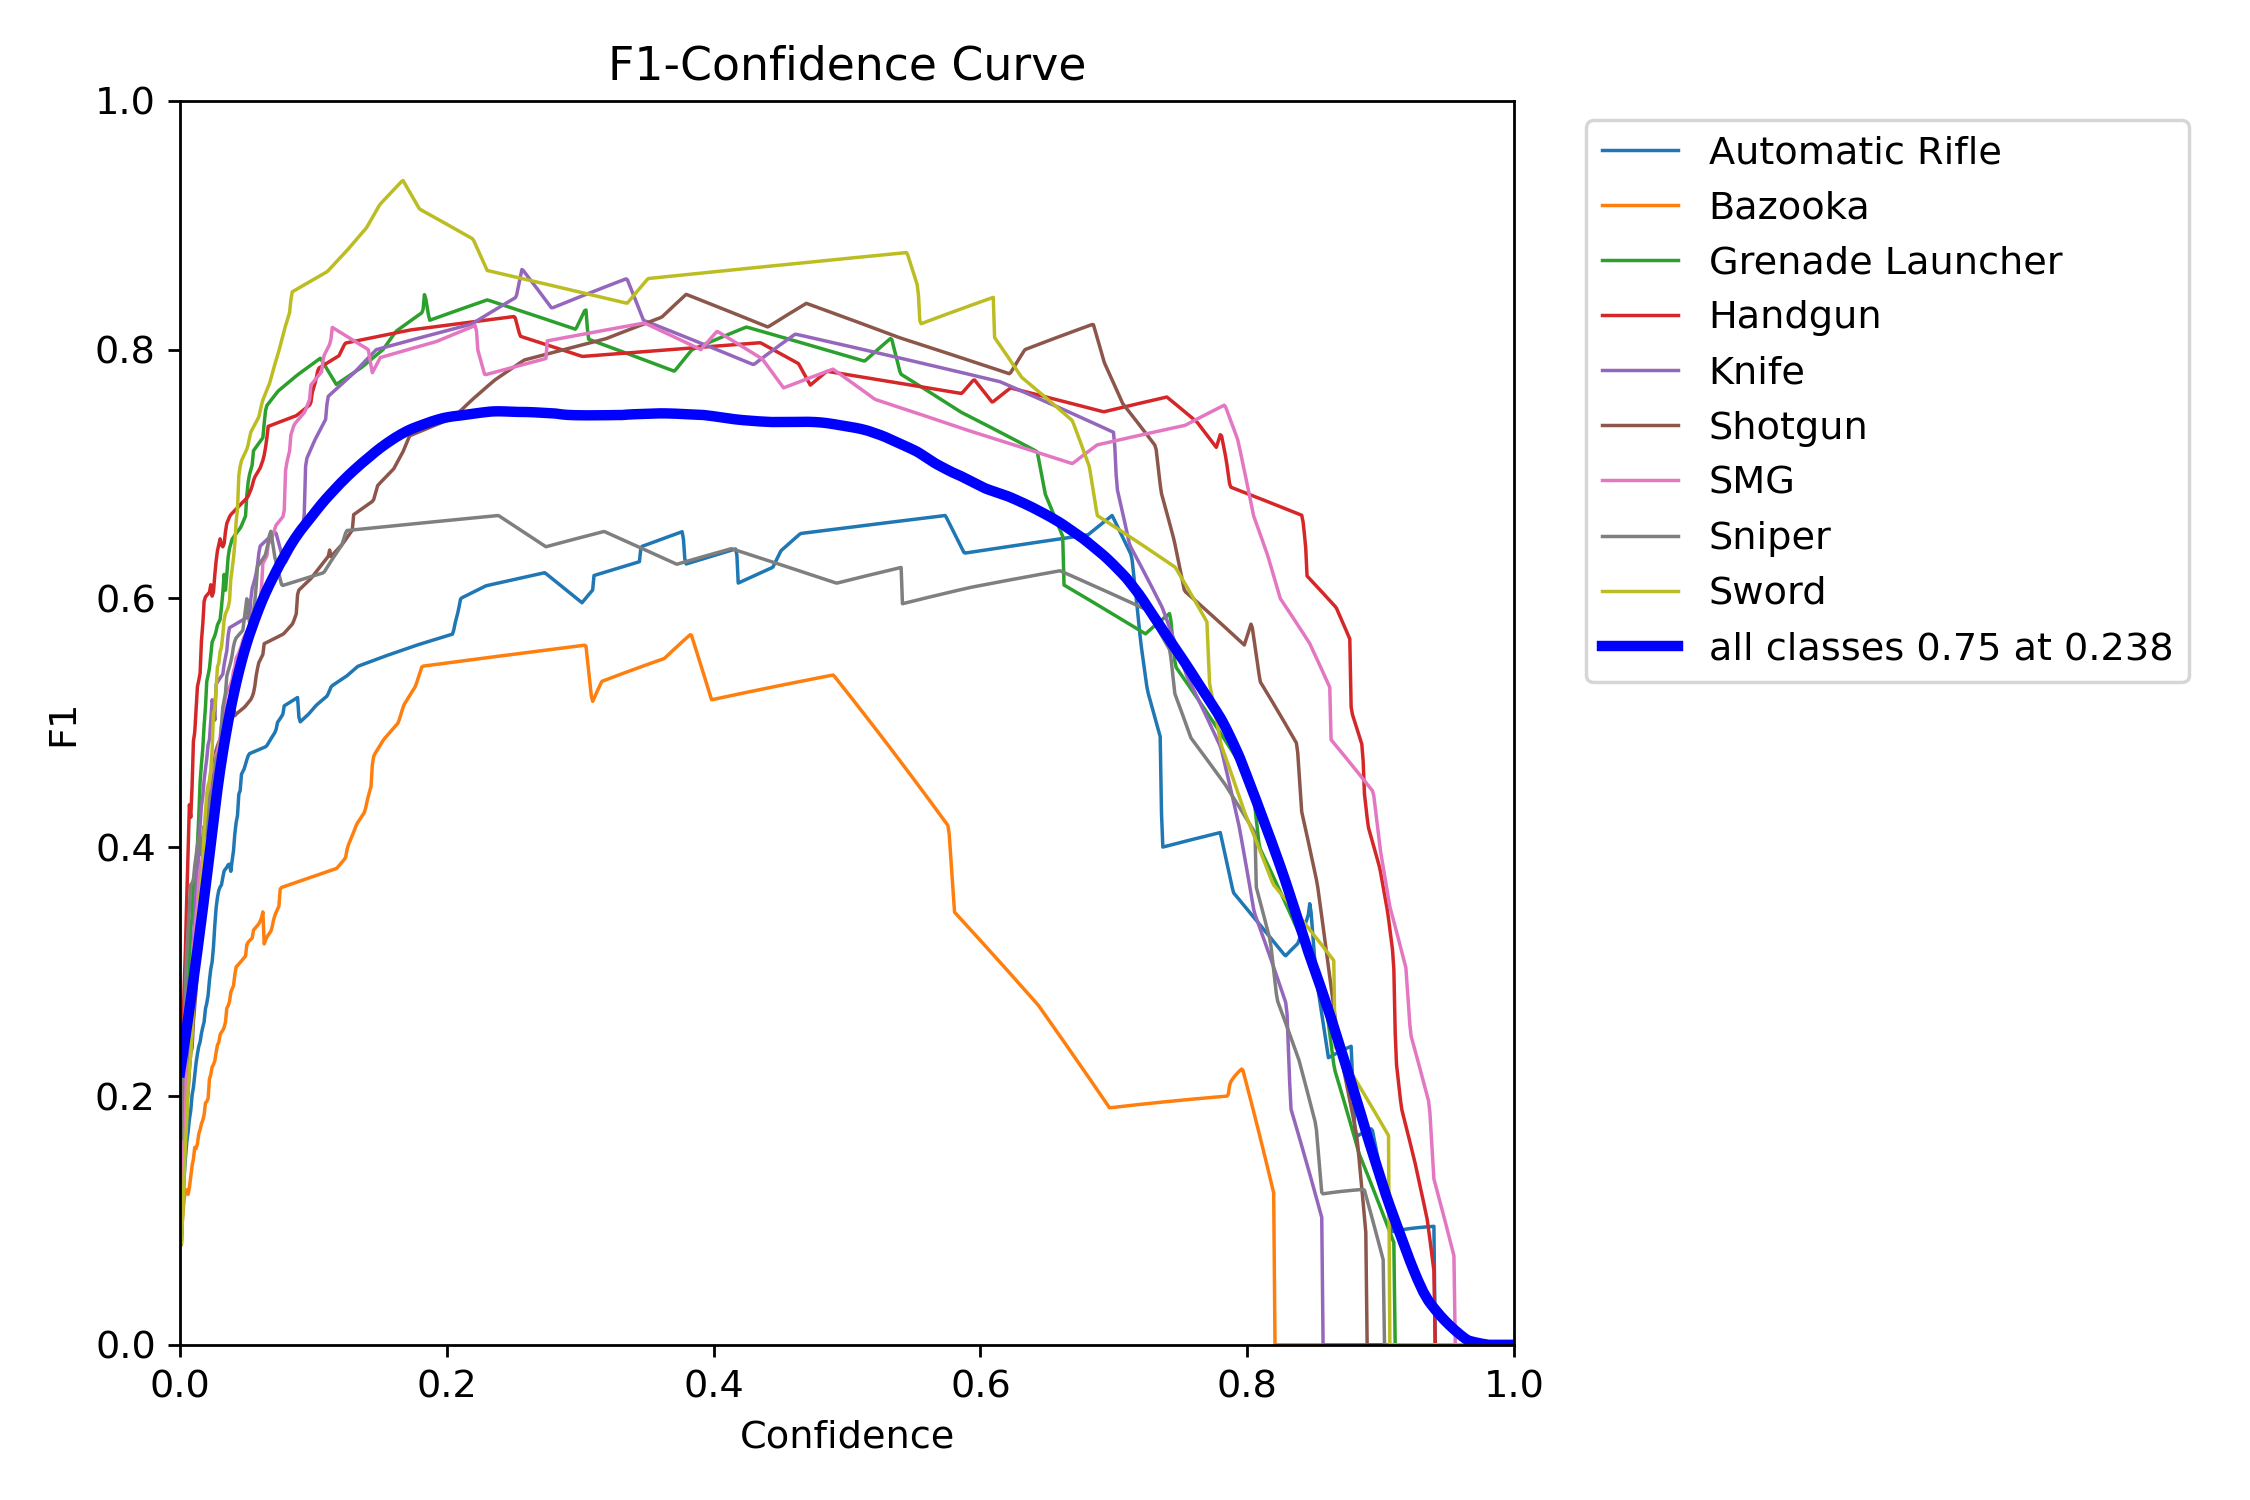 F1-Confidence Curve
1.0
0.8
0.6
0.4
0.2
0.0
F1
0.0 0.2 0.4 0.6 0.8 1.0
Confidence
Automatic Rifle
Bazooka
Grenade Launcher
Handgun
Knife
Shotgun
SMG
Sniper
Sword
all classes 0.75 at 0.238